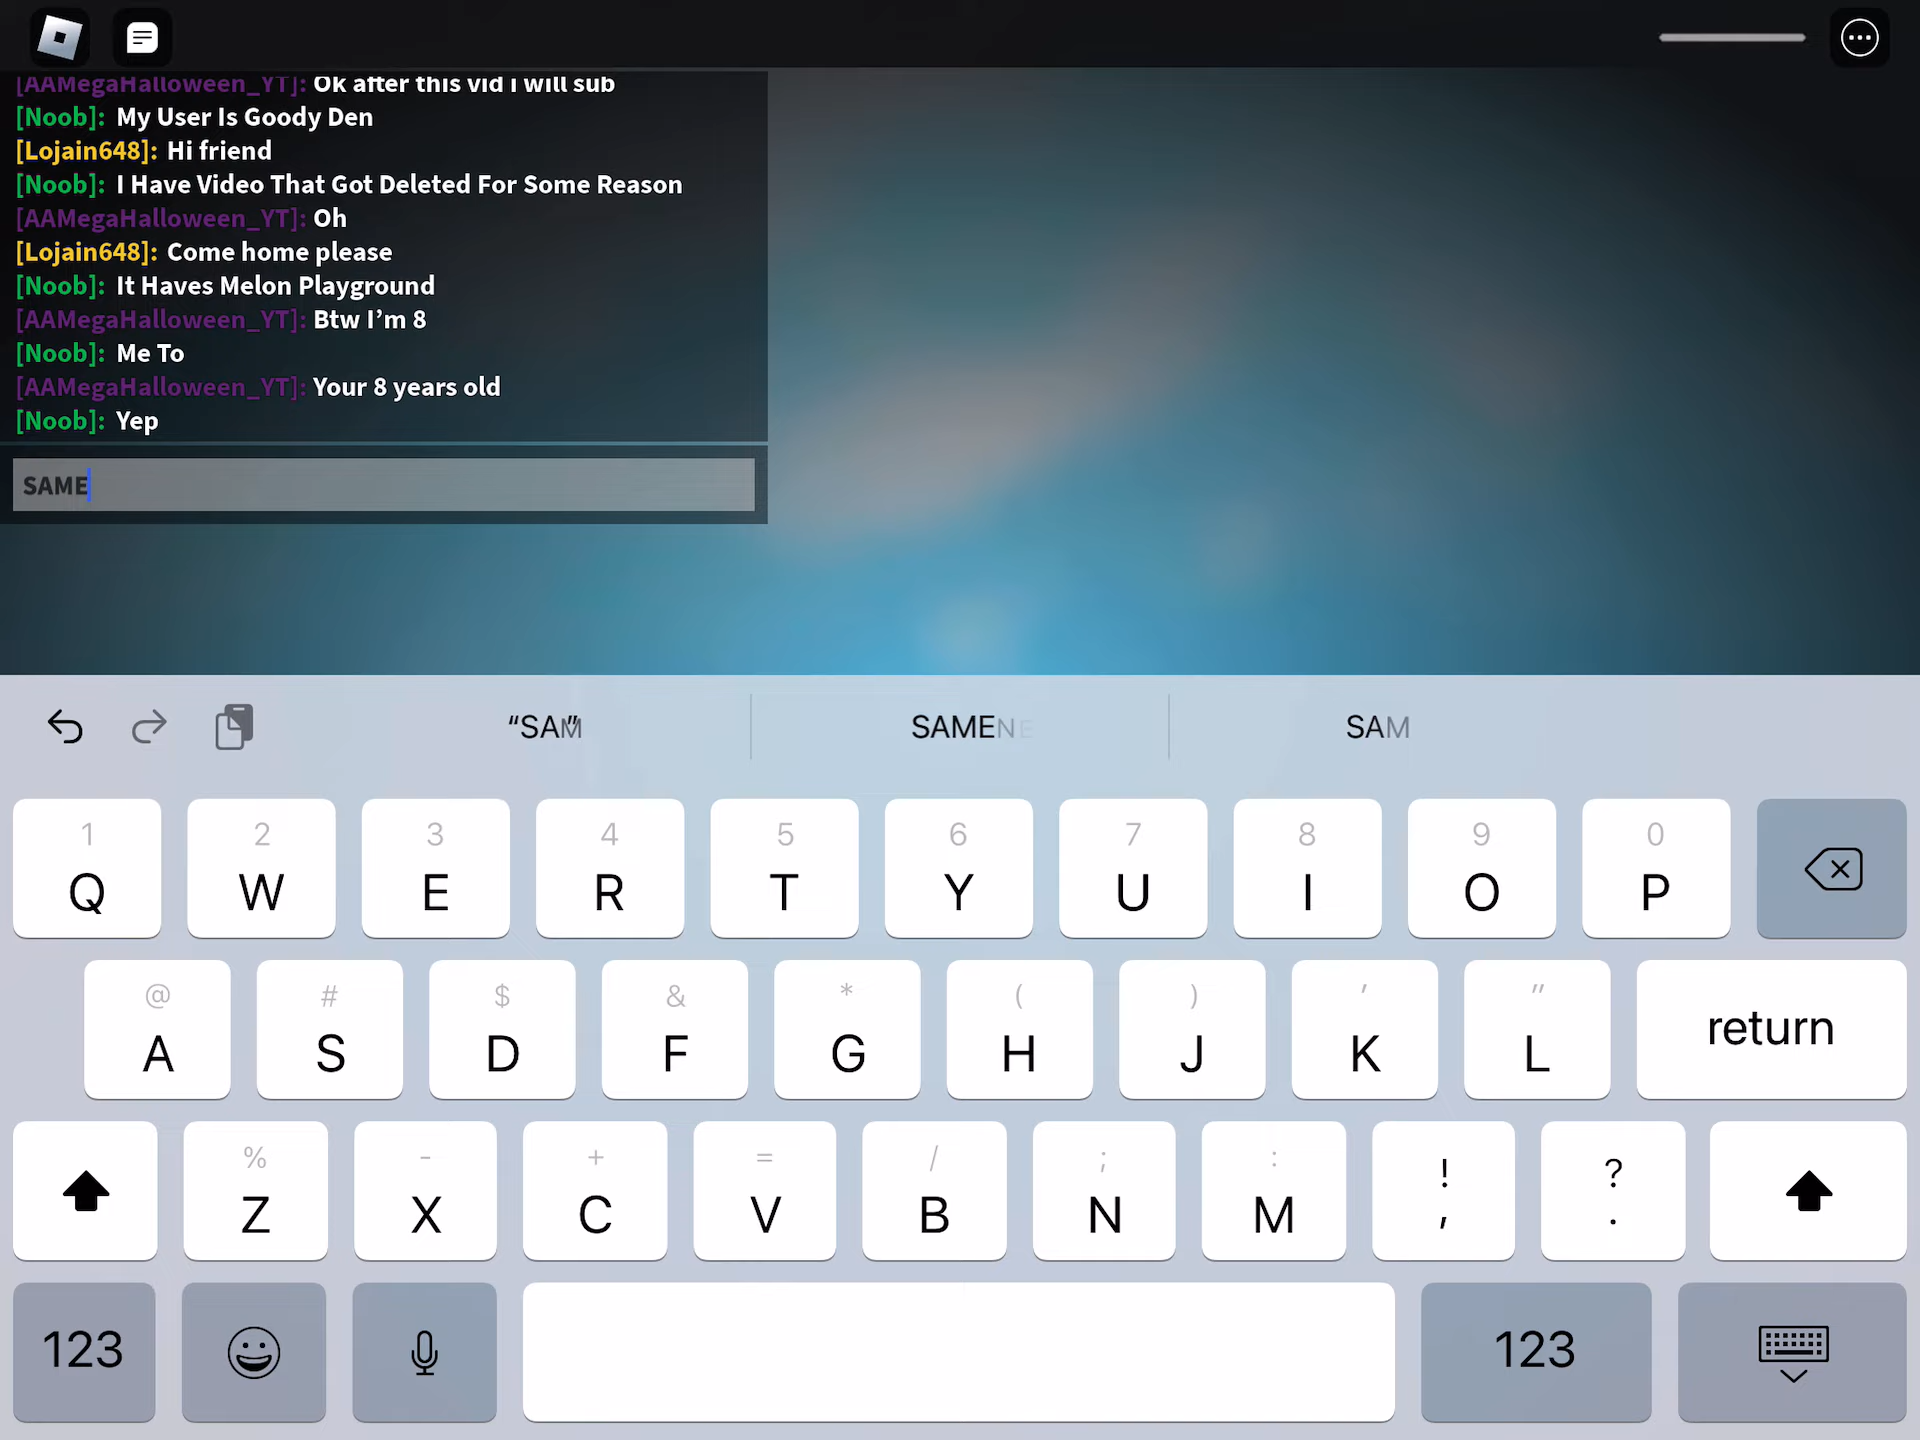 [AAMegaHalloween_YT]: Ok after this vid i will sub
[Noob]: My User Is Goody Den
[Lojain648]: Hi friend
[Noob]: I Have Video That Got Deleted For Some Reason
[AAMegaHalloween_YT]: Oh
[Lojain648]: Come home please
[Noob]: It Haves Melon Playground
[AAMegaHalloween_YT]: Btw I’m 8
[Noob]: Me To
[AAMegaHalloween_YT]: Your 8 years old
[Noob]: Yep
SAME
“SAM” SAME SAM
1 2 3 4 5 6 7 8 9 0
Q W E R T Y U I O P
@ # $ & * ( ) ' "
A S D F G H J K L return
% - + = / ; : ! ?
Z X C V B N M , .
123 123